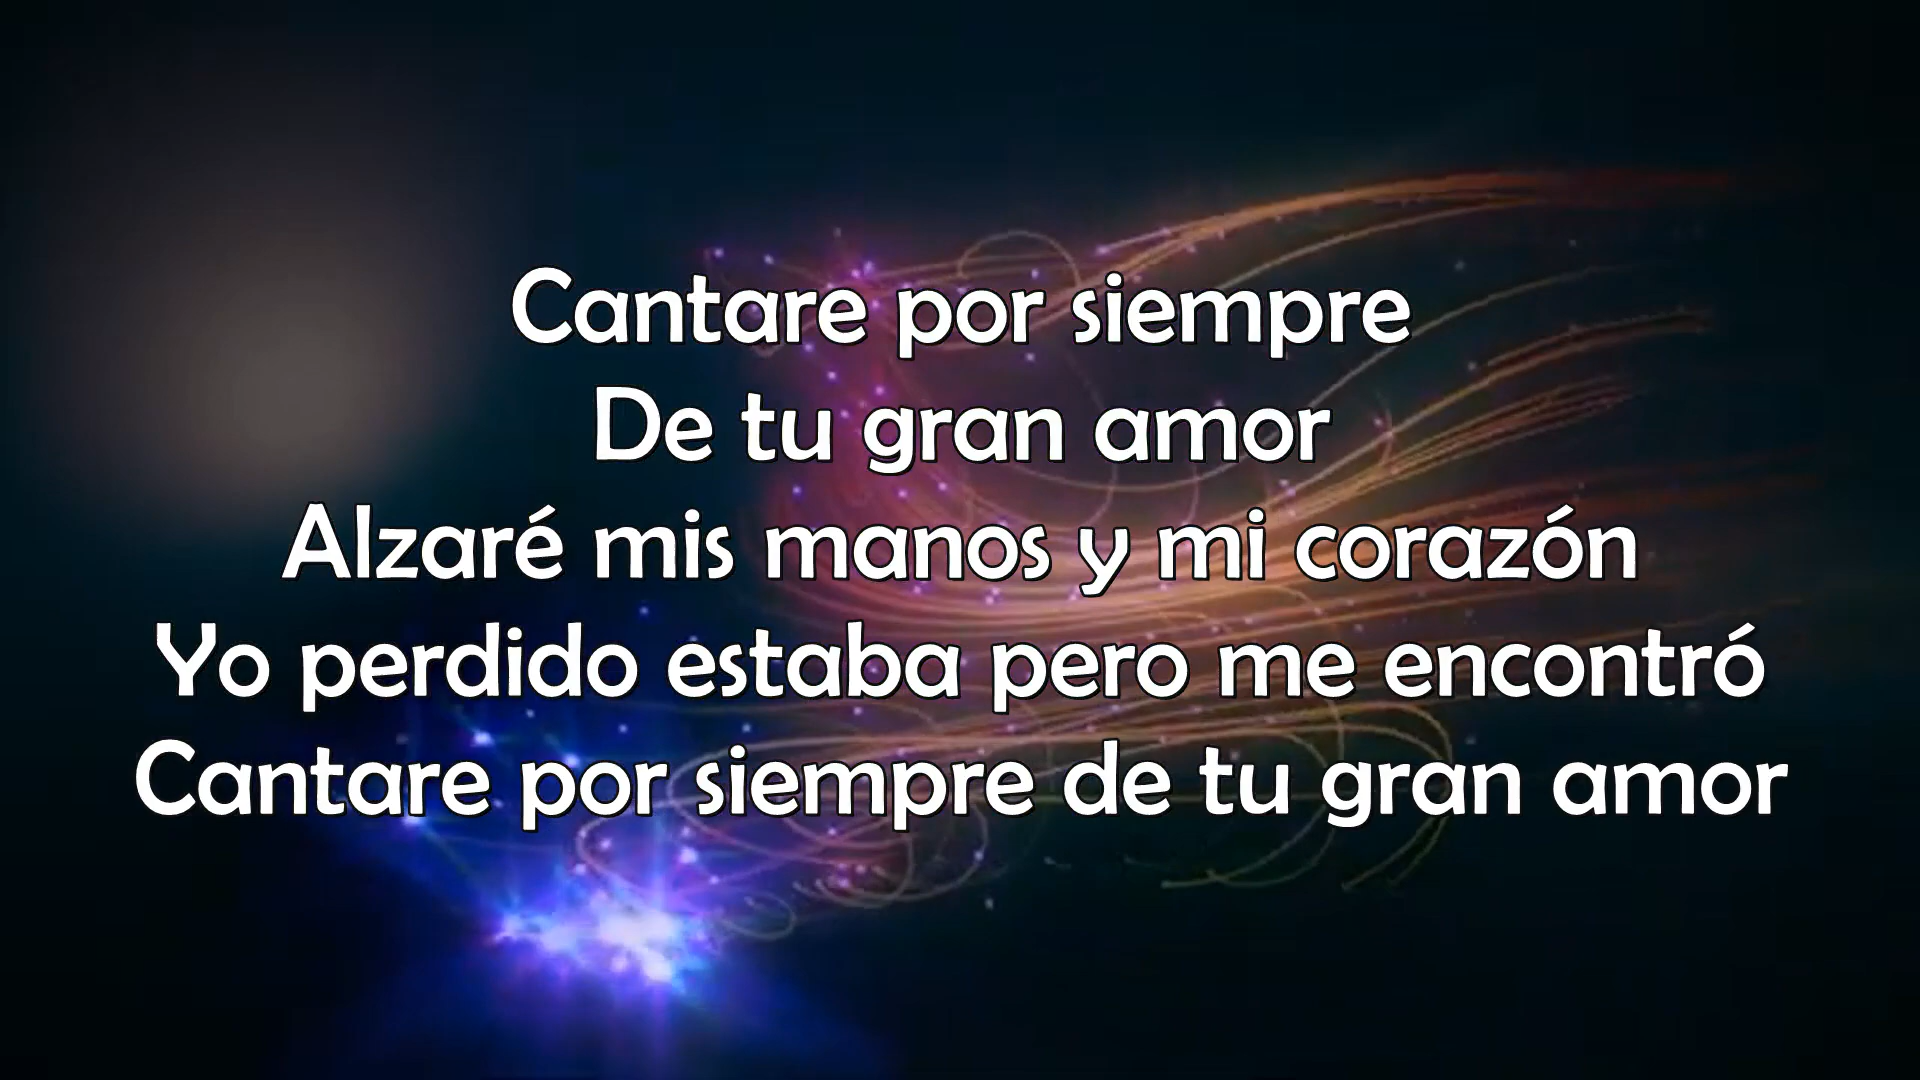 Cantare por siempre
De tu gran amor
Alzaré mis manos y mi corazón
Yo perdido estaba pero me encontró
Cantare por siempre de tu gran amor